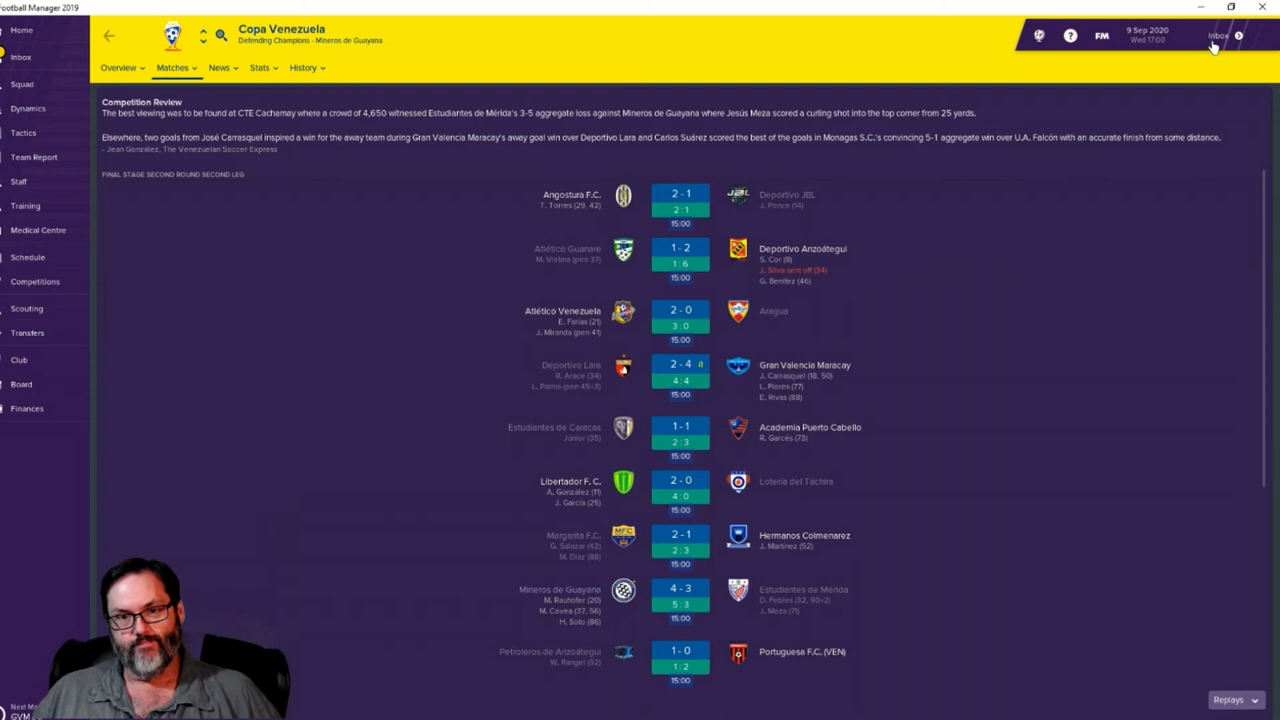 Football Manager 2019
Home
Inbox
Squad
Dynamics
Tactics
Team Report
Staff
Training
Medical Centre
Schedule
Competitions
Scouting
Transfers
Club
Board
Finances
Copa Venezuela
Defending Champions - Mineros de Guayana
FM
9 Sep 2020
Wed 17:00
Inbox
Overview
Matches
News
Stats
History
Competition Review
The best viewing was to be found at CTE Cachamay where a crowd of 4,650 witnessed Estudiantes de Mérida's 3-5 aggregate loss against Mineros de Guayana where Jesús Meza scored a curling shot into the top corner from 25 yards.
Elsewhere, two goals from José Carrasquel inspired a win for the away team during Gran Valencia Maracay's away goal win over Deportivo Lara and Carlos Suárez scored the best of the goals in Monagas S.C.'s convincing 5-1 aggregate win over U.A. Falcón with an accurate finish from some distance.
- Jean González, The Venezuelan Soccer Express
FINAL STAGE SECOND ROUND SECOND LEG
Angostura F.C. 2 - 1 Deportivo JBL
T. Torres (29, 42) 2 : 1 J. Ponce (14)
15:00
Atlético Guanare 1 - 2 Deportivo Anzoátegui
M. Vielma (pen 37) 1 : 6 S. Cor (8)
J. Silva sent off (34)
15:00 G. Benítez (46)
Atlético Venezuela 2 - 0 Aragua
E. Farías (21) 3 : 0
J. Miranda (pen 41) 15:00
Deportivo Lara 2 - 4 a Gran Valencia Maracay
R. Arace (34) 4 : 4 J. Carrasquel (18, 50)
L. Palma (pen 45+3) L. Flores (77)
15:00 E. Rivas (88)
Estudiantes de Caracas 1 - 1 Academia Puerto Cabello
Júnior (35) 2 : 3 R. Garcés (73)
15:00
Libertador F. C. 2 - 0 Lotería del Táchira
A. González (11) 4 : 0
J. García (25) 15:00
Margarita F.C. 2 - 1 Hermanos Colmenarez
G. Salazar (42) 2 : 3 J. Martínez (52)
M. Díaz (88) 15:00
Mineros de Guayana 4 - 3 Estudiantes de Mérida
M. Rauhofer (20) 5 : 3 D. Febles (32, 90+2)
M. Covea (37, 56) J. Meza (71)
H. Soto (86) 15:00
Petroleros de Anzoátegui 1 - 0 Portuguesa F.C. (VEN)
W. Rangel (52) 1 : 2
15:00
Replays
GVM